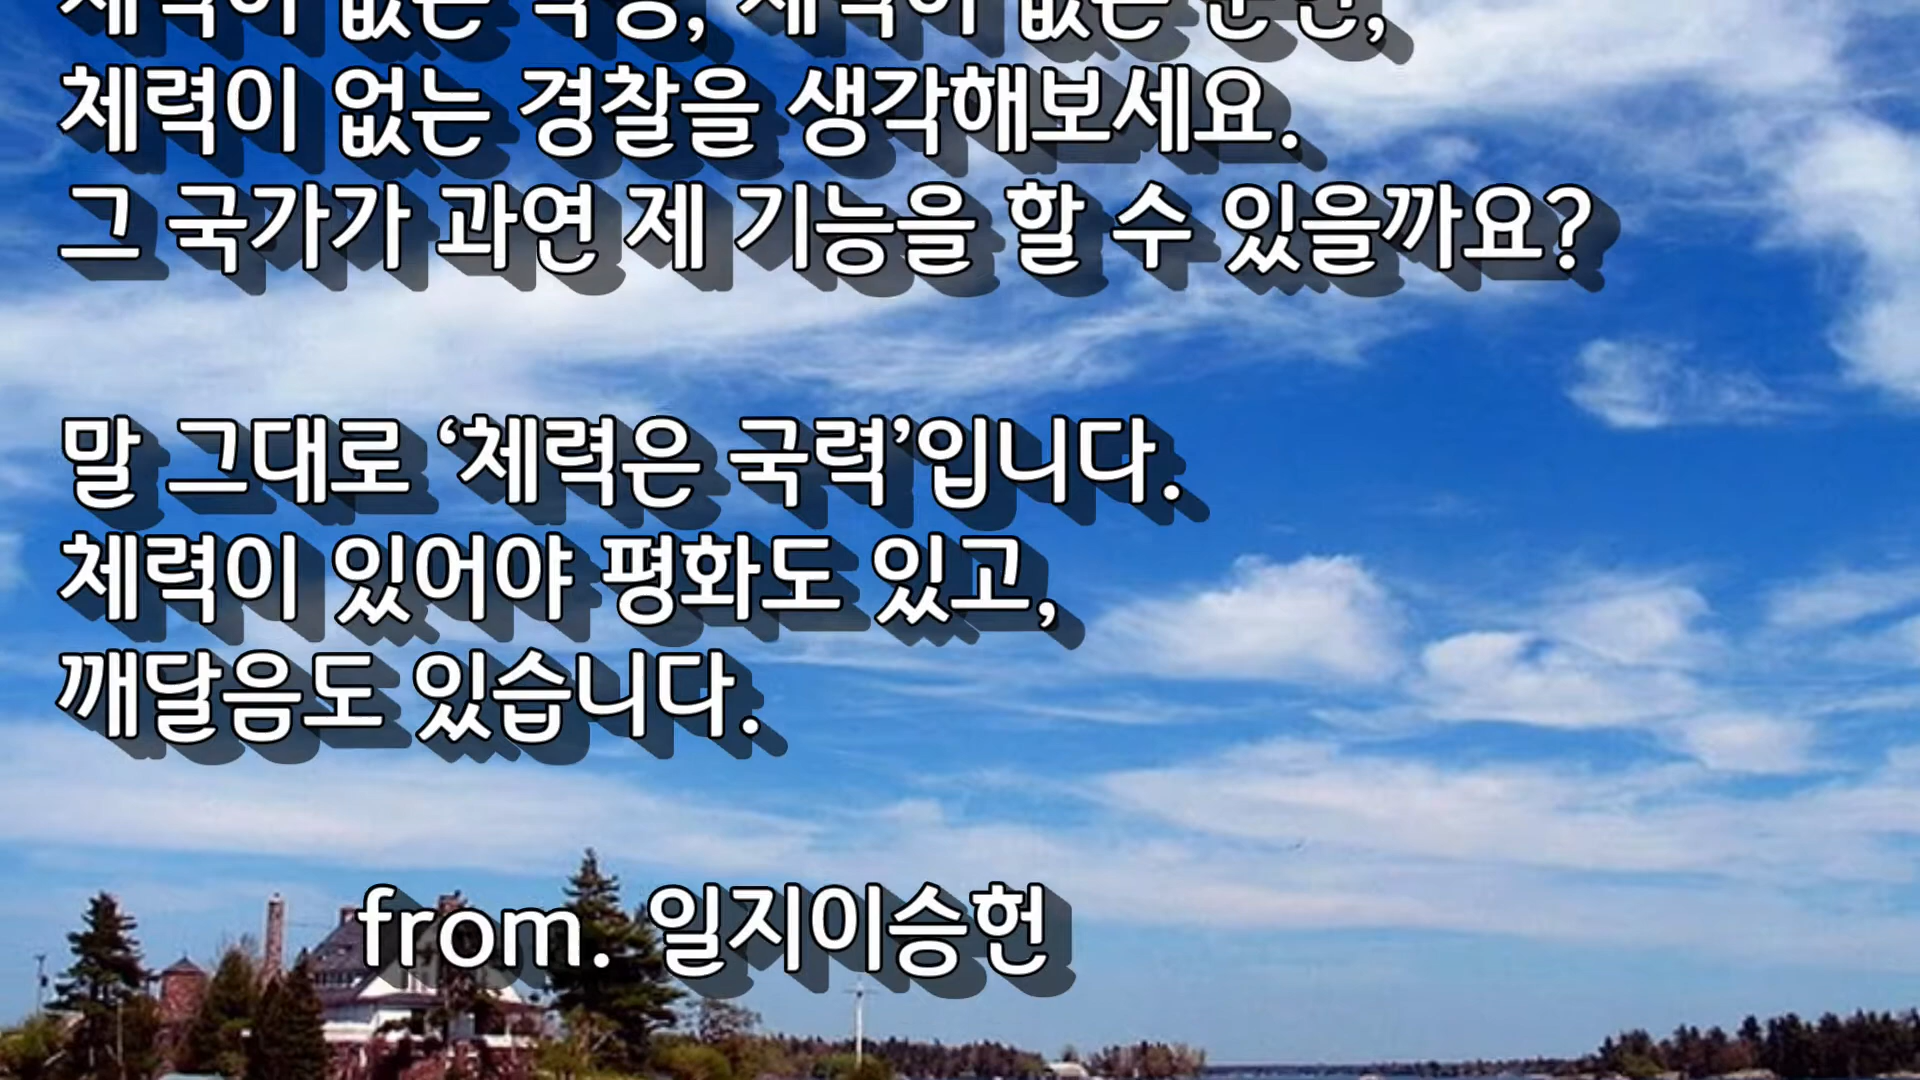 체력이 없는 경찰을 생각해보세요.
그 국가가 과연 제 기능을 할 수 있을까요?
말 그대로 ‘체력은 국력’입니다.
체력이 있어야 평화도 있고,
깨달음도 있습니다.
from. 일지이승헌